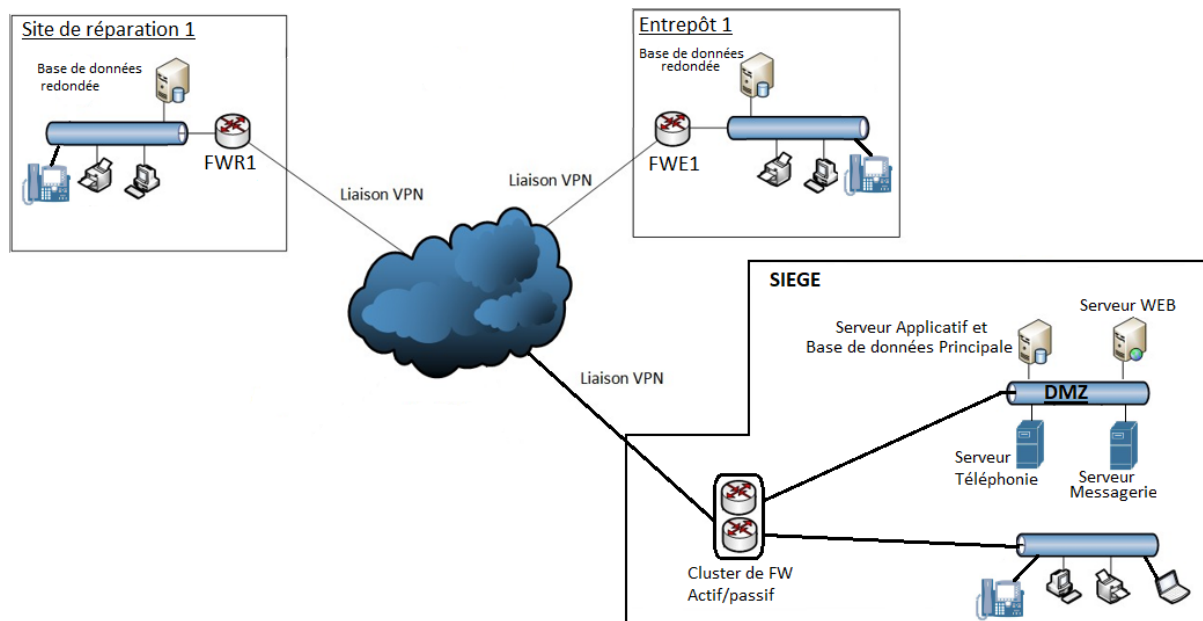 Site de réparation 1
Base de données
redondée
FWR1
Liaison VPN
Entrepôt 1
Base de données
redondée
FWE1
Liaison VPN
SIEGE
Serveur WEB
Serveur Applicatif et
Base de données Principale
Liaison VPN
DMZ
Serveur
Téléphonie
Serveur
Messagerie
Cluster de FW
Actif/passif